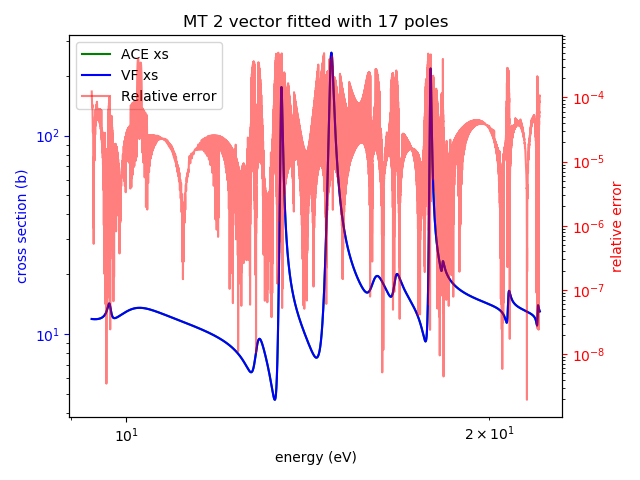 MT 2 vector fitted with 17 poles
ACE xs
VF xs
Relative error
cross section (b)
10²
10¹
10⁻⁴
10⁻⁵
10⁻⁶
10⁻⁷
10⁻⁸
relative error
10¹
2 × 10¹
energy (eV)